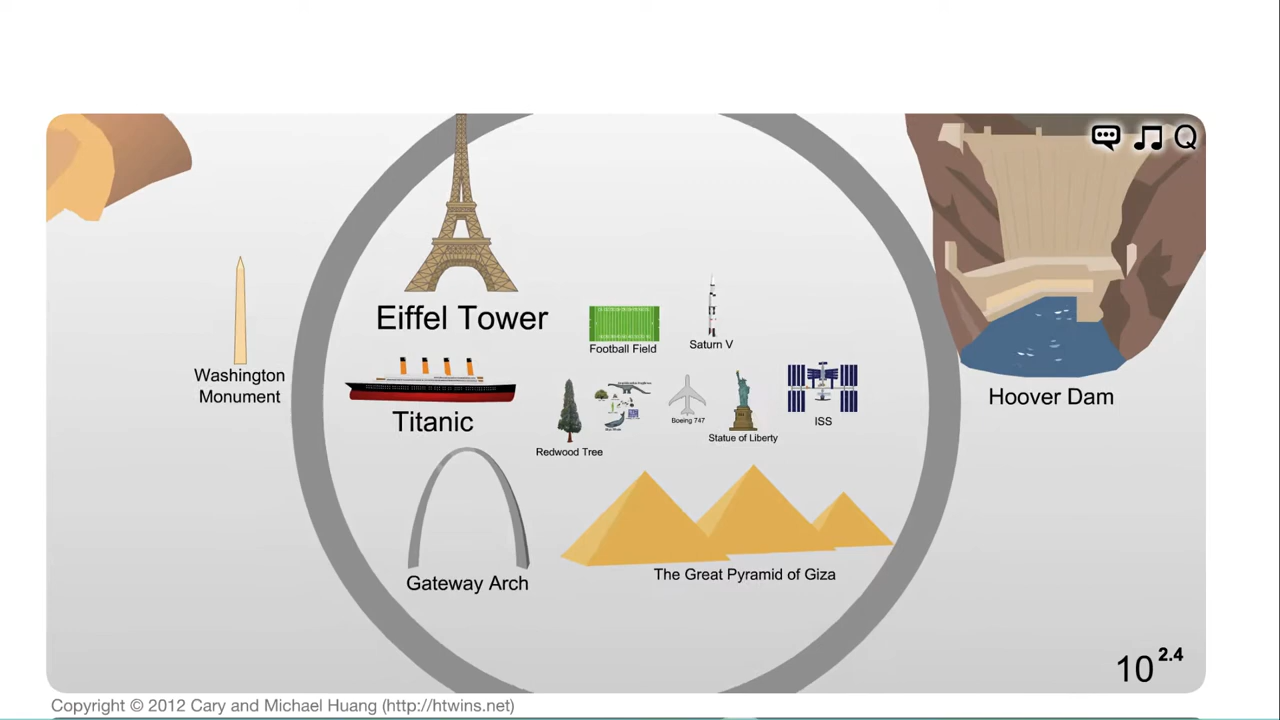 Eiffel Tower
Football Field
Saturn V
Washington
Monument
Titanic
Redwood Tree
Boeing 747
Statue of Liberty
ISS
Hoover Dam
Gateway Arch
The Great Pyramid of Giza
10^2.4
Copyright © 2012 Cary and Michael Huang (http://htwins.net)